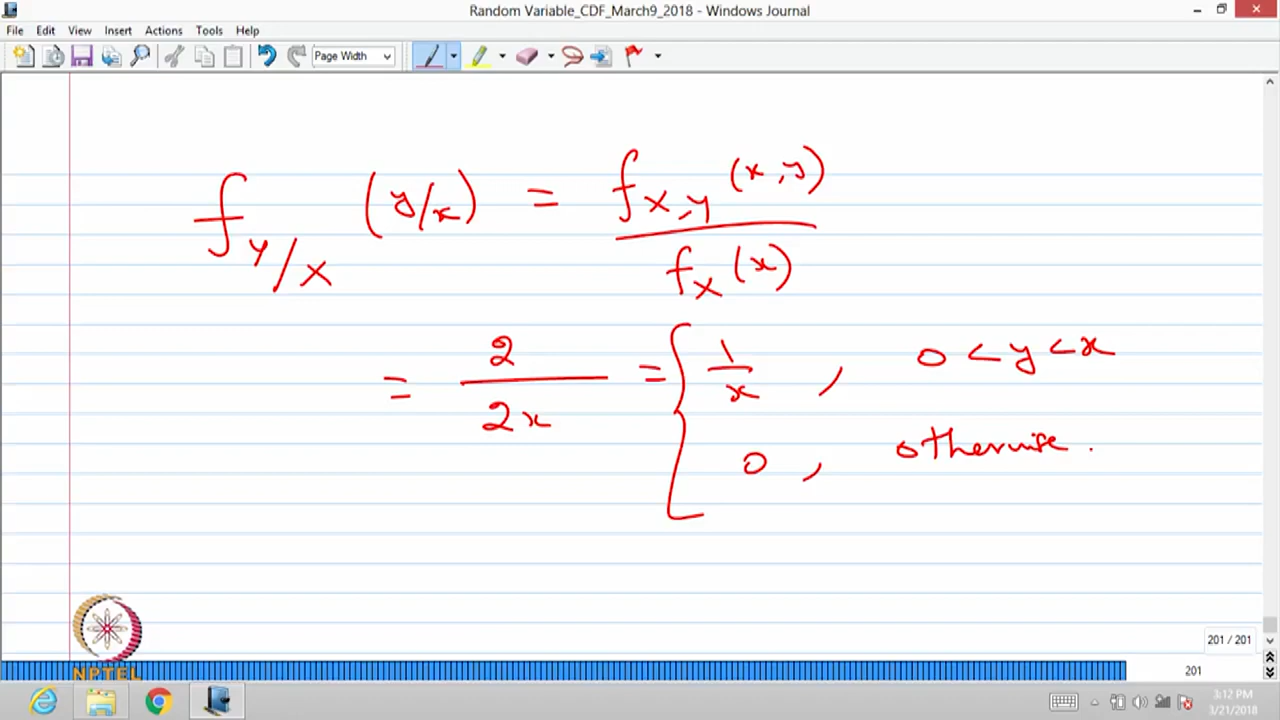 Random Variable_CDF_March9_2018 - Windows Journal
File Edit View Insert Actions Tools Help
Page Width
f_{Y/X} (y/x) = f_{X,Y} (x,y) / f_X (x)
= 2 / 2x = { 1/x , 0 < y < x
0 , otherwise .
201 / 201
NPTEL
201
3:12 PM
3/21/2018